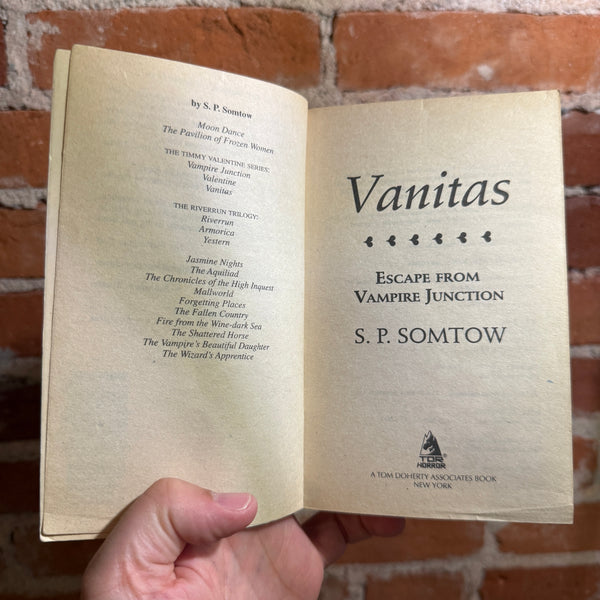 by S. P. Somtow
Moon Dance
The Pavilion of Frozen Women
THE TIMMY VALENTINE SERIES:
Vampire Junction
Valentine
Vanitas
THE RIVERRUN TRILOGY:
Riverrun
Armorica
Yestern
Jasmine Nights
The Aquiliad
The Chronicles of the High Inquest
Mallworld
Forgetting Places
The Fallen Country
Fire from the Wine-dark Sea
The Shattered Horse
The Vampire's Beautiful Daughter
The Wizard's Apprentice
Vanitas
ESCAPE FROM
VAMPIRE JUNCTION
S. P. SOMTOW
TOR
HORROR
A TOM DOHERTY ASSOCIATES BOOK
NEW YORK